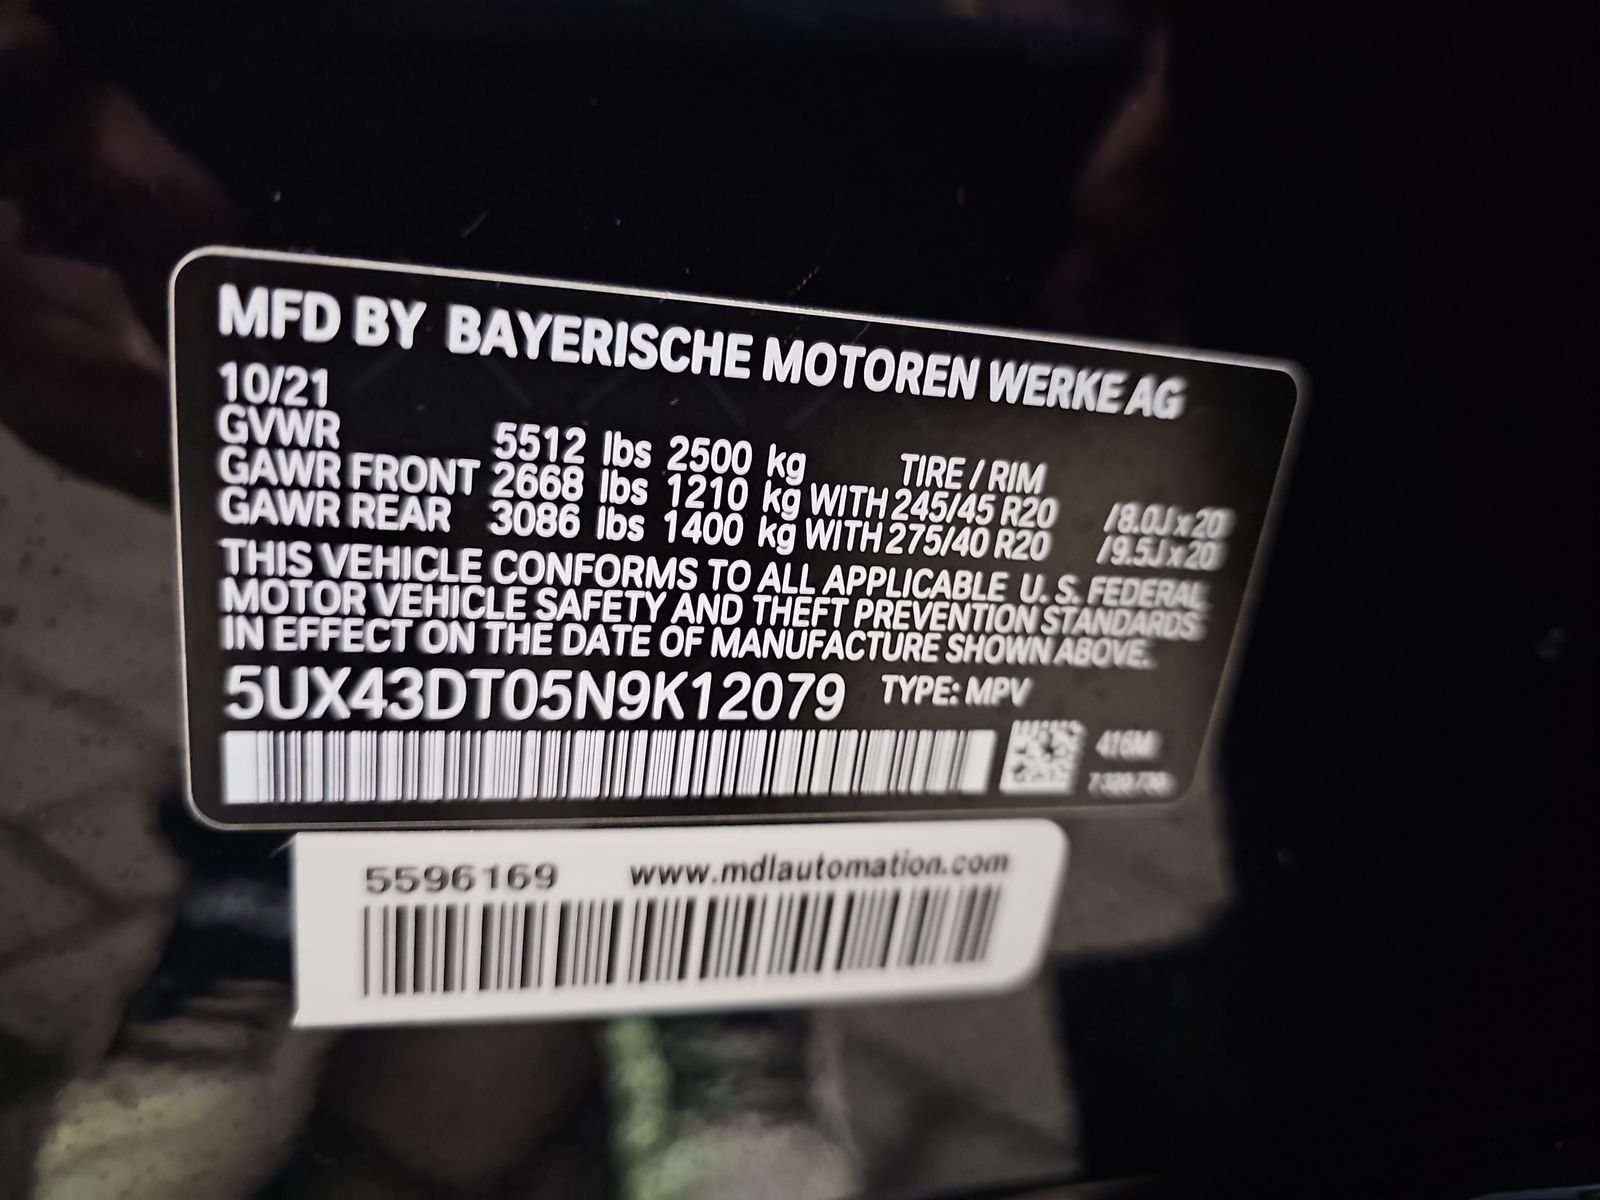 MFD BY BAYERISCHE MOTOREN WERKE AG
10/21
GVWR 5512 lbs 2500 kg TIRE / RIM
GAWR FRONT 2668 lbs 1210 kg WITH 245/45 R20 /8.0J x 20
GAWR REAR 3086 lbs 1400 kg WITH 275/40 R20 /9.5J x 20
THIS VEHICLE CONFORMS TO ALL APPLICABLE U. S. FEDERAL
MOTOR VEHICLE SAFETY AND THEFT PREVENTION STANDARDS
IN EFFECT ON THE DATE OF MANUFACTURE SHOWN ABOVE.
5UX43DT05N9K12079 TYPE: MPV
416M
5596169 www.mdlautomation.com